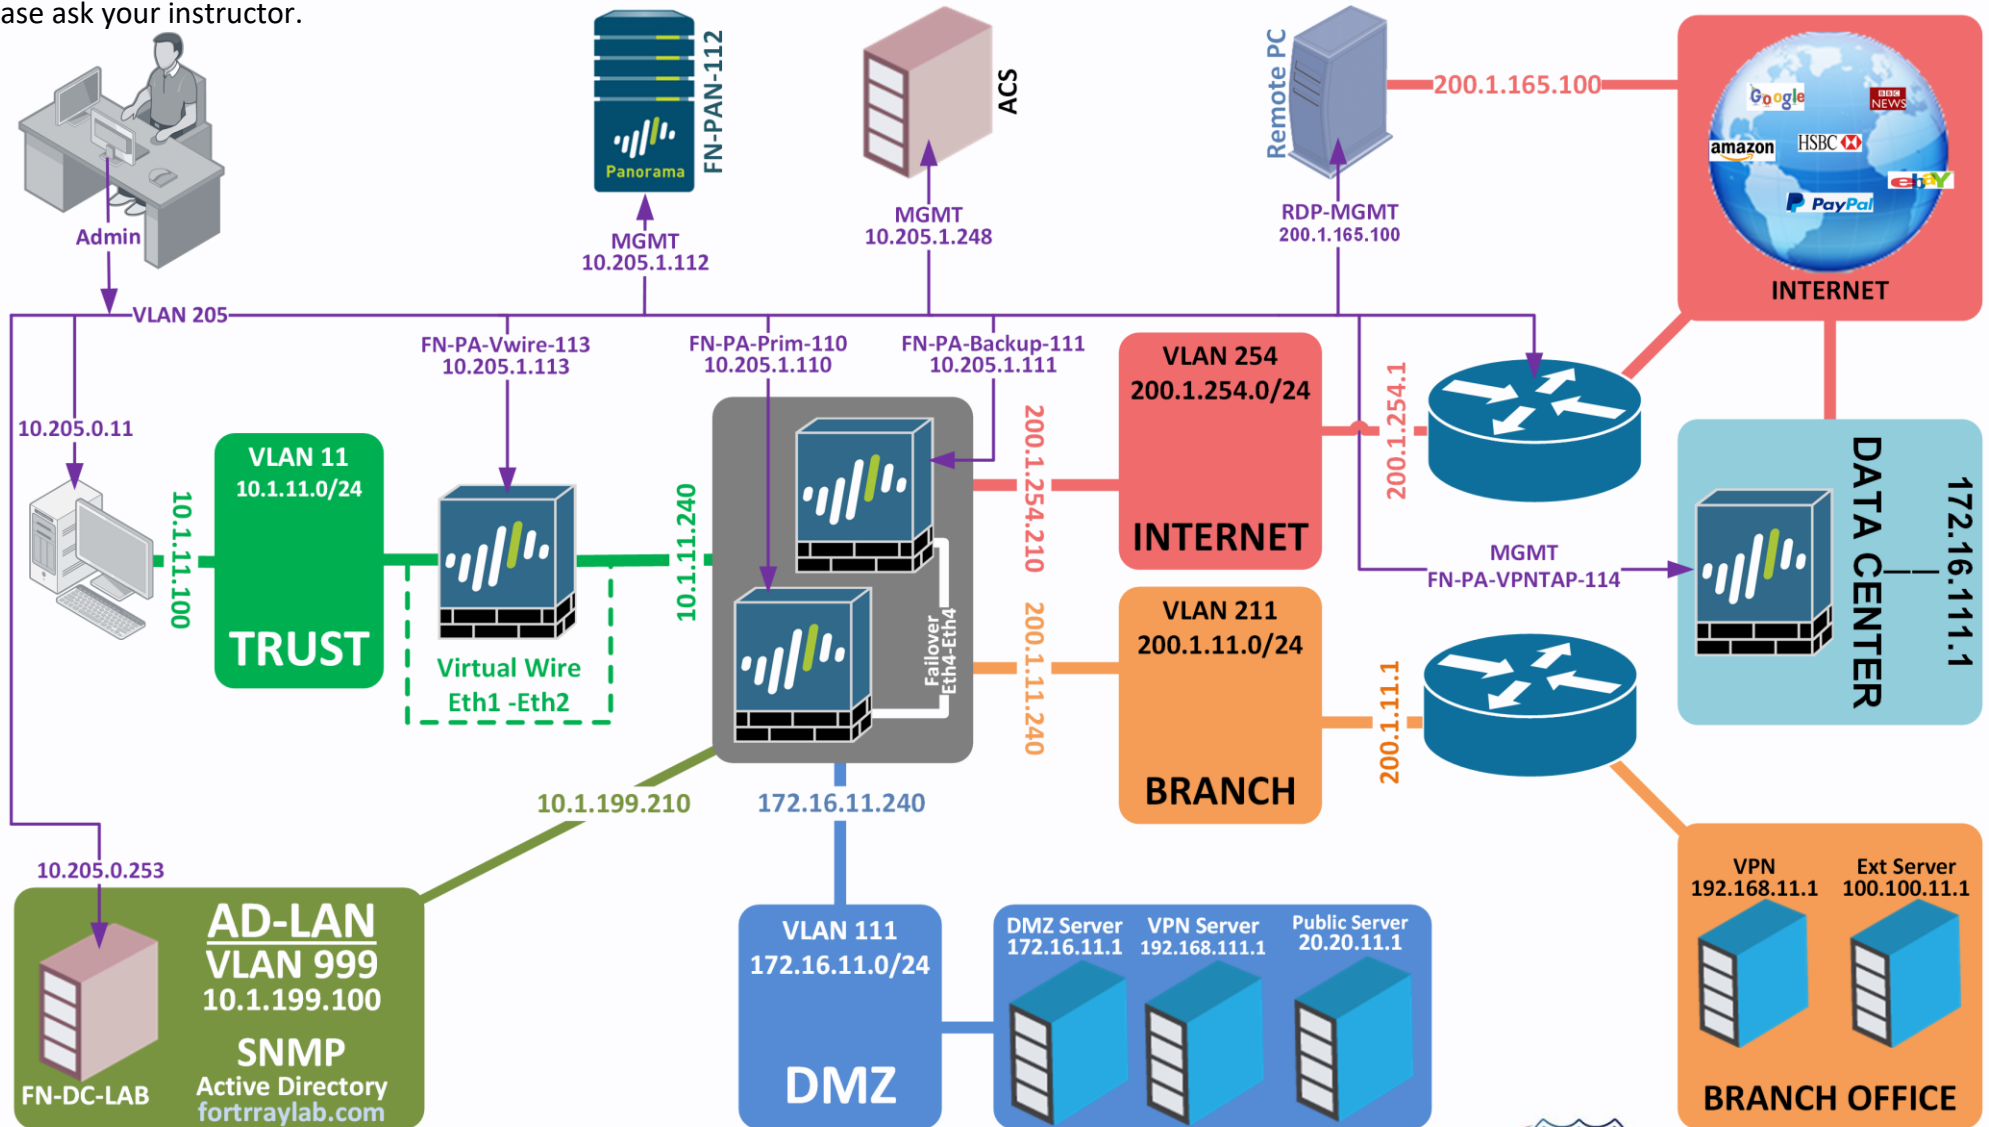 ase ask your instructor.
Admin
Panorama
FN-PAN-112
MGMT
10.205.1.112
ACS
MGMT
10.205.1.248
Remote PC
RDP-MGMT
200.1.165.100
200.1.165.100
Google
BBC
NEWS
amazon
HSBC
ebaY
PayPal
INTERNET
VLAN 205
FN-PA-Vwire-113
10.205.1.113
FN-PA-Prim-110
10.205.1.110
FN-PA-Backup-111
10.205.1.111
10.205.0.11
10.1.11.100
VLAN 11
10.1.11.0/24
TRUST
Virtual Wire
Eth1 -Eth2
10.1.11.240
Failover
Eth4-Eth4
200.1.254.210
VLAN 254
200.1.254.0/24
INTERNET
200.1.254.1
MGMT
FN-PA-VPNTAP-114
DATA CENTER
172.16.111.1
200.1.11.240
VLAN 211
200.1.11.0/24
BRANCH
200.1.11.1
10.1.199.210
172.16.11.240
10.205.0.253
FN-DC-LAB
AD-LAN
VLAN 999
10.1.199.100
SNMP
Active Directory
fortrraylab.com
VLAN 111
172.16.11.0/24
DMZ
DMZ Server
172.16.11.1
VPN Server
192.168.111.1
Public Server
20.20.11.1
VPN
192.168.11.1
Ext Server
100.100.11.1
BRANCH OFFICE